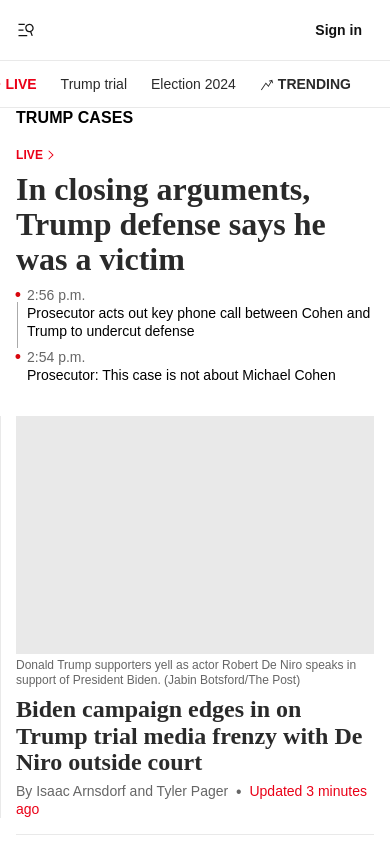 Sign in
LIVE
Trump trial
Election 2024
TRENDING
TRUMP CASES
LIVE
In closing arguments,
Trump defense says he
was a victim
2:56 p.m.
Prosecutor acts out key phone call between Cohen and
Trump to undercut defense
2:54 p.m.
Prosecutor: This case is not about Michael Cohen
Donald Trump supporters yell as actor Robert De Niro speaks in
support of President Biden. (Jabin Botsford/The Post)
Biden campaign edges in on
Trump trial media frenzy with De
Niro outside court
By Isaac Arnsdorf and Tyler Pager • Updated 3 minutes
ago